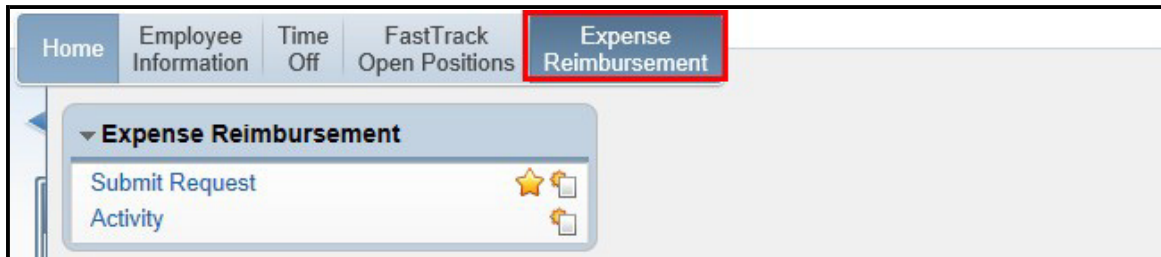 Home
Employee
Information
Time
Off
FastTrack
Open Positions
Expense
Reimbursement
Expense Reimbursement
Submit Request
Activity